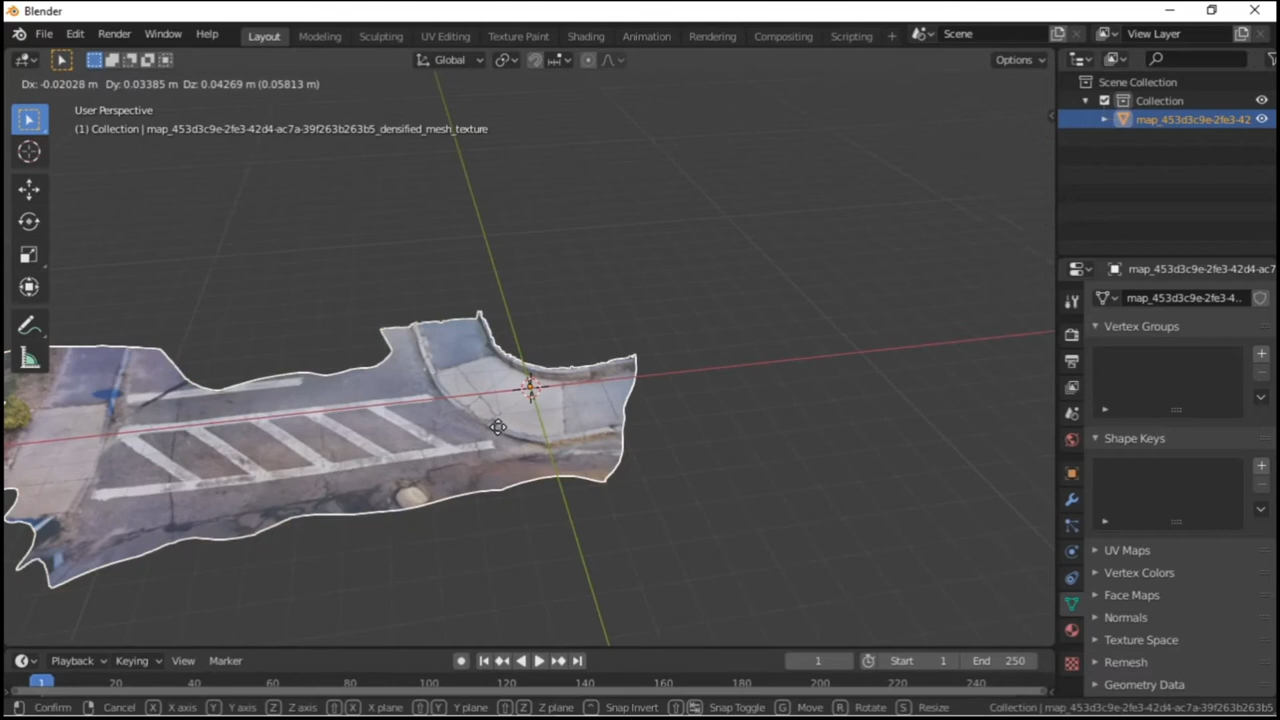 Blender
File Edit Render Window Help Layout Modeling Sculpting UV Editing Texture Paint Shading Animation Rendering Compositing Scripting + Scene View Layer
Global Options
Dx: -0.02028 m Dy: 0.03385 m Dz: 0.04269 m (0.05813 m)
User Perspective
(1) Collection | map_453d3c9e-2fe3-42d4-ac7a-39f263b263b5_densified_mesh_texture
Scene Collection
Collection
map_453d3c9e-2fe3-42
map_453d3c9e-2fe3-42d4-ac7
map_453d3c9e-2fe3-4..
Vertex Groups
Shape Keys
UV Maps
Vertex Colors
Face Maps
Normals
Texture Space
Remesh
Geometry Data
Playback Keying View Marker 1 Start 1 End 250
1 20 40 60 80 100 120 140 160 180 200 220 240
Confirm Cancel X X axis Y Y axis Z Z axis X X plane Y Y plane Z Z plane Snap Invert Snap Toggle G Move R Rotate S Resize Collection | map_453d3c9e-2fe3-42d4-ac7a-39f263b263b5